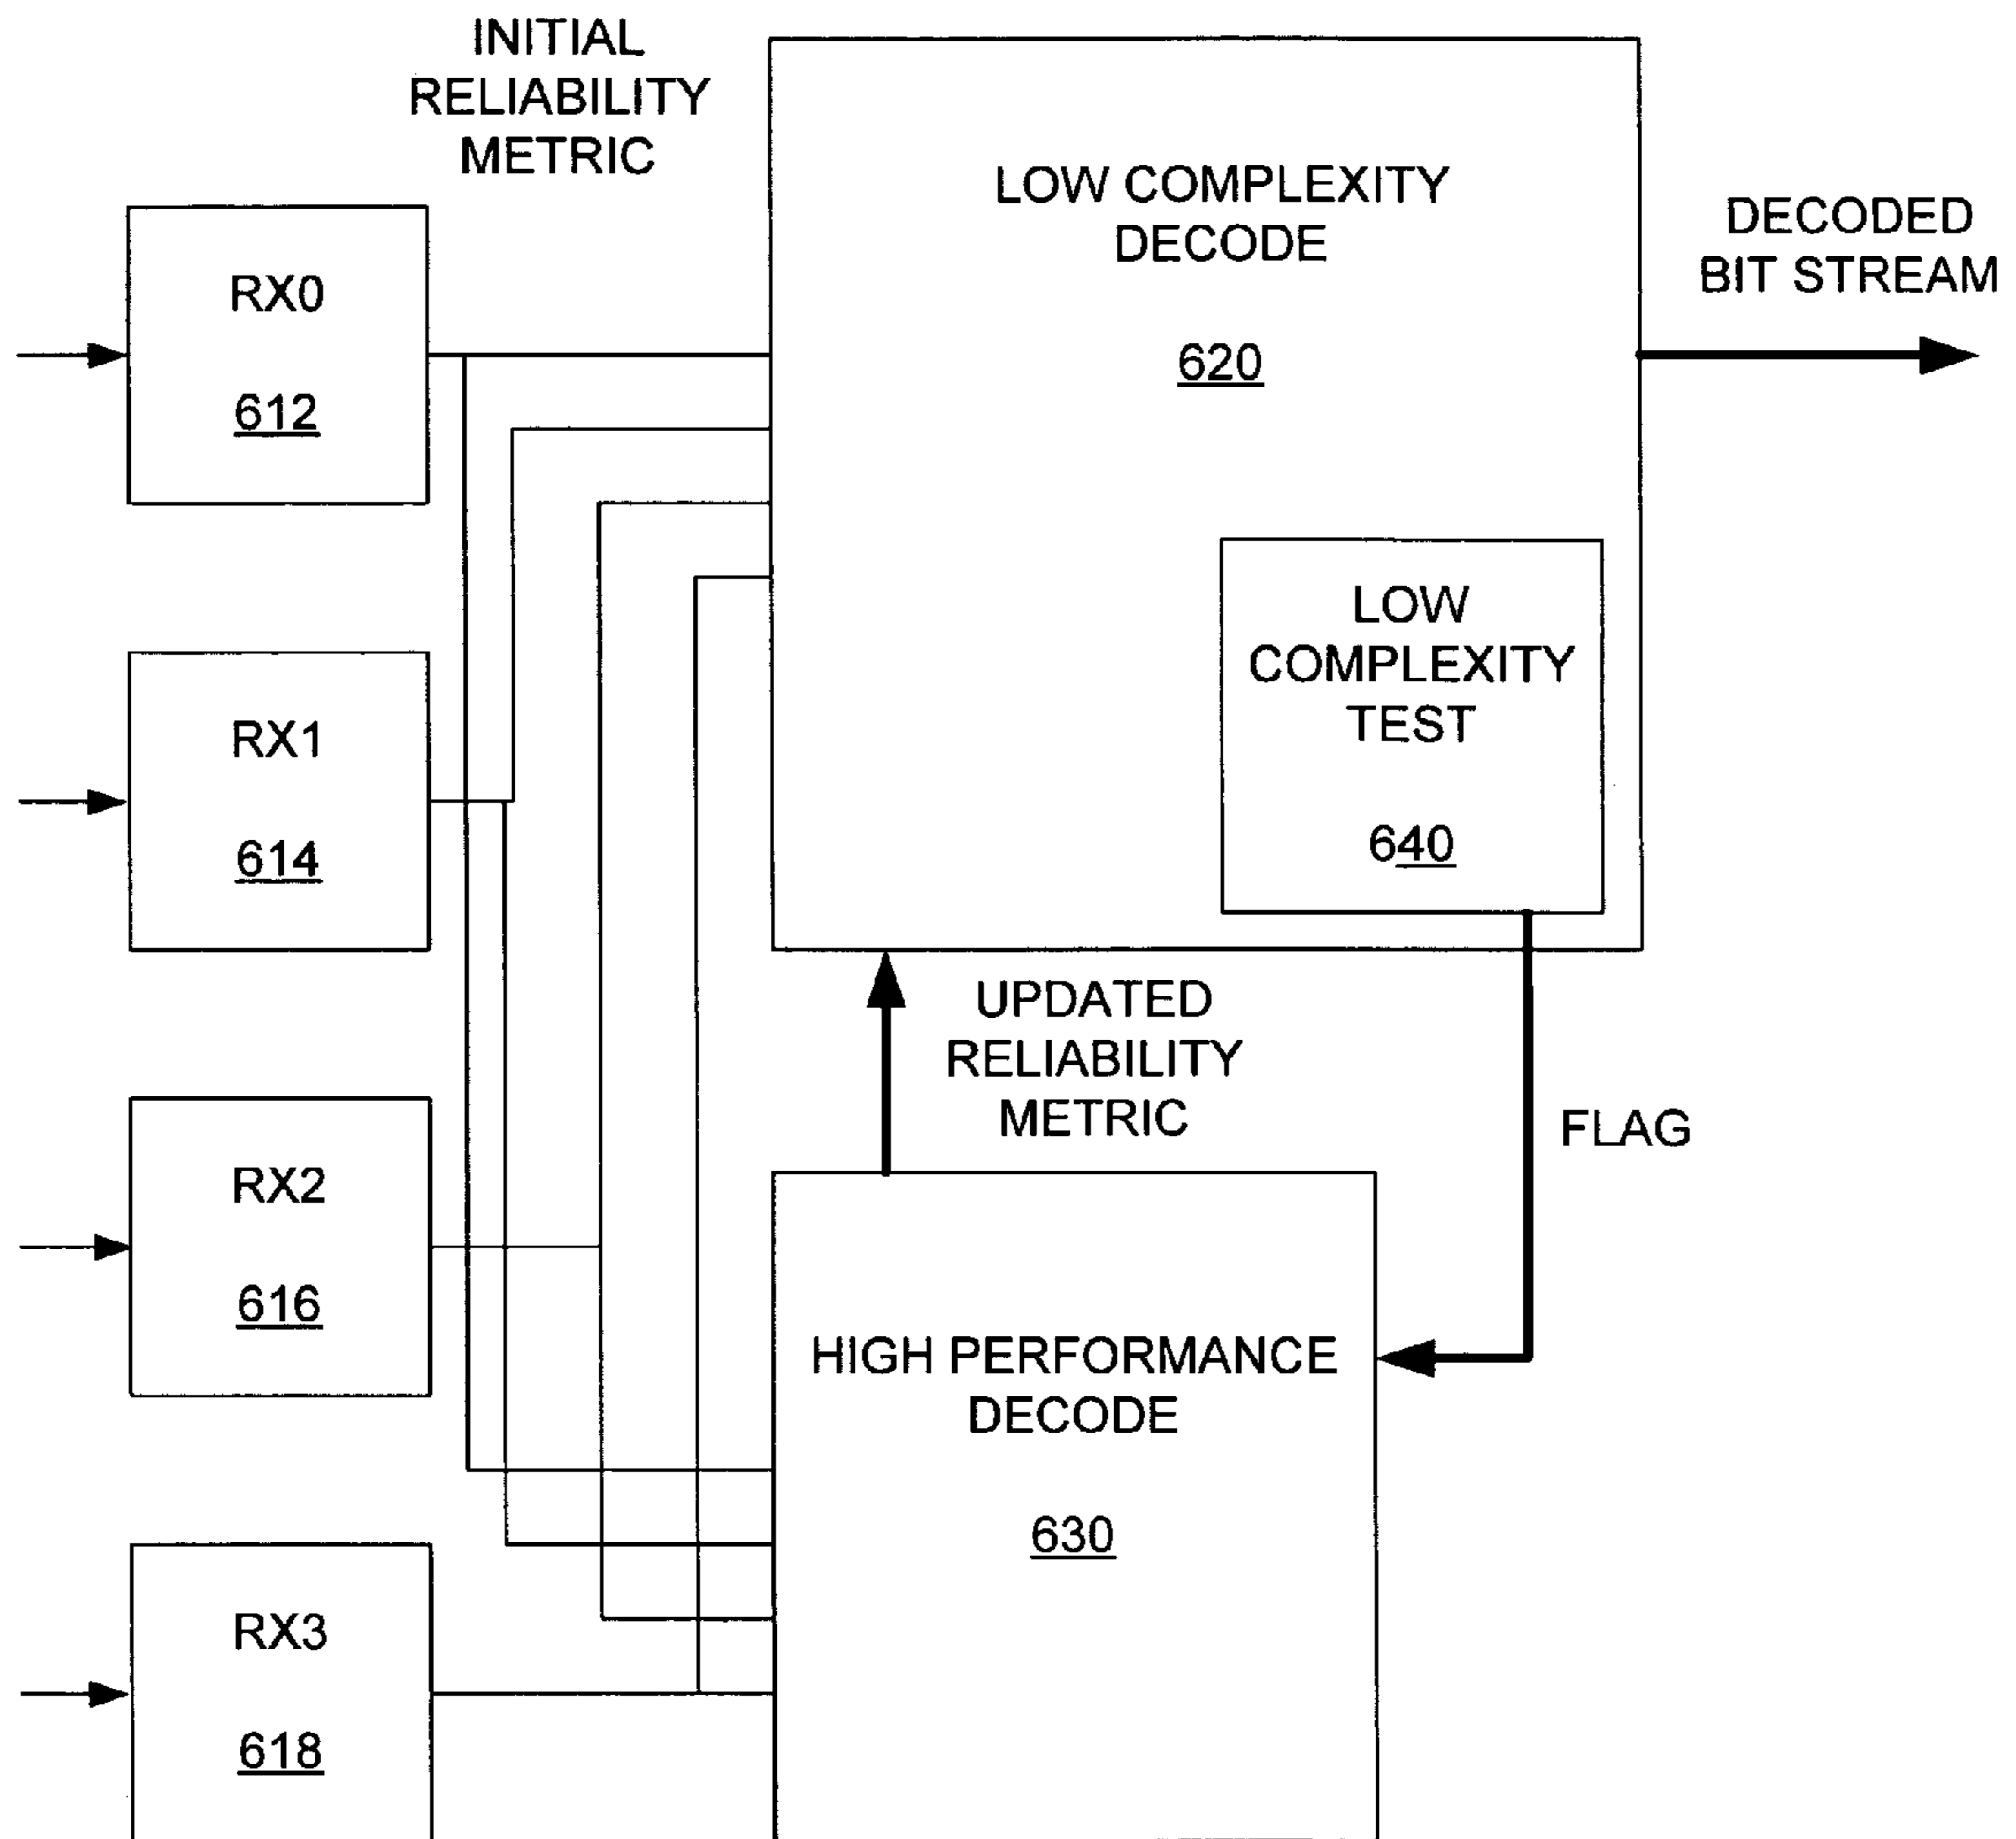 INITIAL
RELIABILITY
METRIC
LOW COMPLEXITY
DECODE
620
DECODED
BIT STREAM
RX0
612
LOW
COMPLEXITY
TEST
640
RX1
614
UPDATED
RELIABILITY
METRIC
FLAG
RX2
616
HIGH PERFORMANCE
DECODE
630
RX3
618